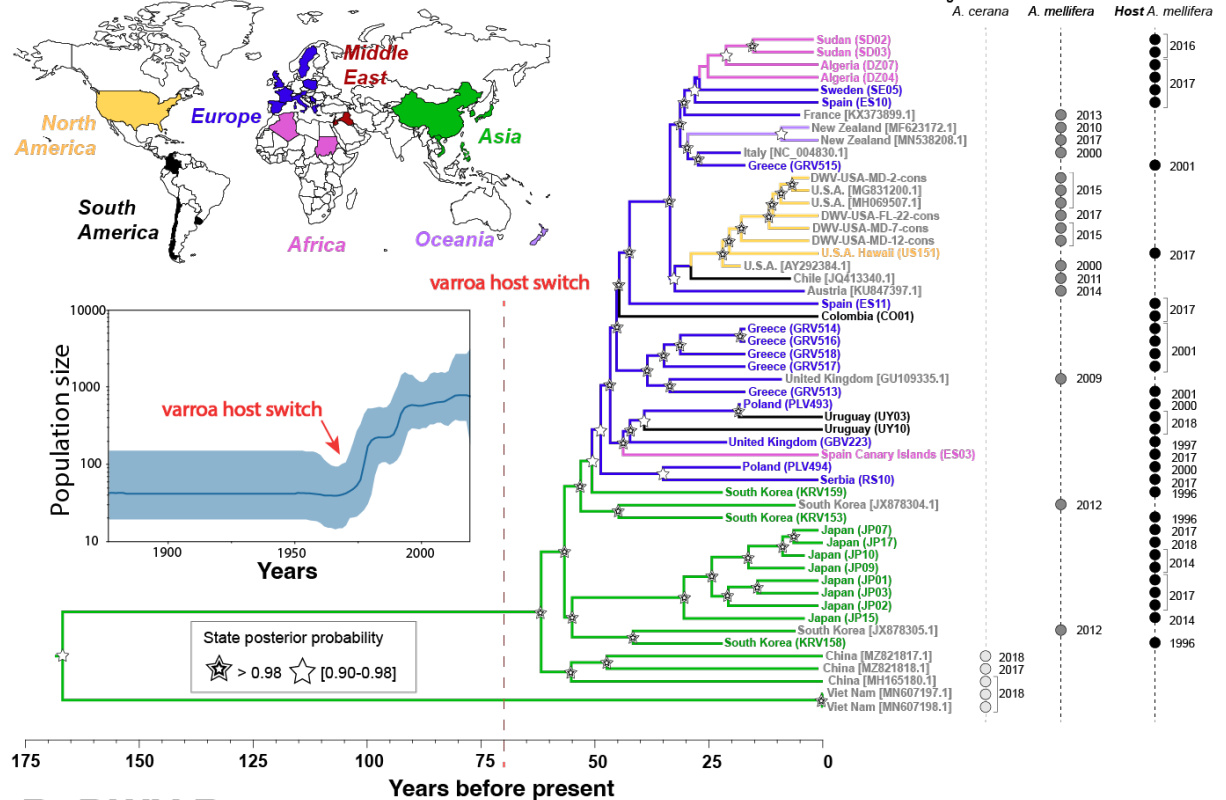 A. cerana
A. mellifera
Host A. mellifera
Middle
East
North
America
Europe
Asia
South
America
Africa
Oceania
varroa host switch
10000
1000
100
10
Population size
varroa host switch
1900
1950
2000
Years
State posterior probability
> 0.98
[0.90-0.98]
Sudan (SD02)
Sudan (SD03)
Algeria (DZ07)
Algeria (DZ04)
Sweden (SE05)
Spain (ES10)
France [KX373899.1]
New Zealand [MF623172.1]
New Zealand [MN538208.1]
Italy [NC_004830.1]
Greece (GRV515)
DWV-USA-MD-2-cons
U.S.A. [MG831200.1]
U.S.A. [MH069507.1]
DWV-USA-FL-22-cons
DWV-USA-MD-7-cons
DWV-USA-MD-12-cons
U.S.A. Hawaii (US151)
U.S.A. [AY292384.1]
Chile [JQ413340.1]
Austria [KU847397.1]
Spain (ES11)
Colombia (CO01)
Greece (GRV514)
Greece (GRV516)
Greece (GRV518)
Greece (GRV517)
United Kingdom [GU109335.1]
Greece (GRV513)
Poland (PLV493)
Uruguay (UY03)
Uruguay (UY10)
United Kingdom (GBV223)
Spain Canary Islands (ES03)
Poland (PLV494)
Serbia (RS10)
South Korea (KRV159)
South Korea [JX878304.1]
South Korea (KRV153)
Japan (JP07)
Japan (JP17)
Japan (JP10)
Japan (JP09)
Japan (JP01)
Japan (JP03)
Japan (JP02)
Japan (JP15)
South Korea [JX878305.1]
South Korea (KRV158)
China [MZ821817.1]
China [MZ821818.1]
China [MH165180.1]
Viet Nam [MN607197.1]
Viet Nam [MN607198.1]
2018
2017
2018
2013
2010
2017
2000
2015
2017
2015
2000
2011
2014
2009
2012
2012
2016
2017
2001
2017
2017
2001
2001
2000
2018
1997
2017
2000
2017
1996
1996
2017
2018
2014
2017
2014
1996
175
150
125
100
75
50
25
0
Years before present